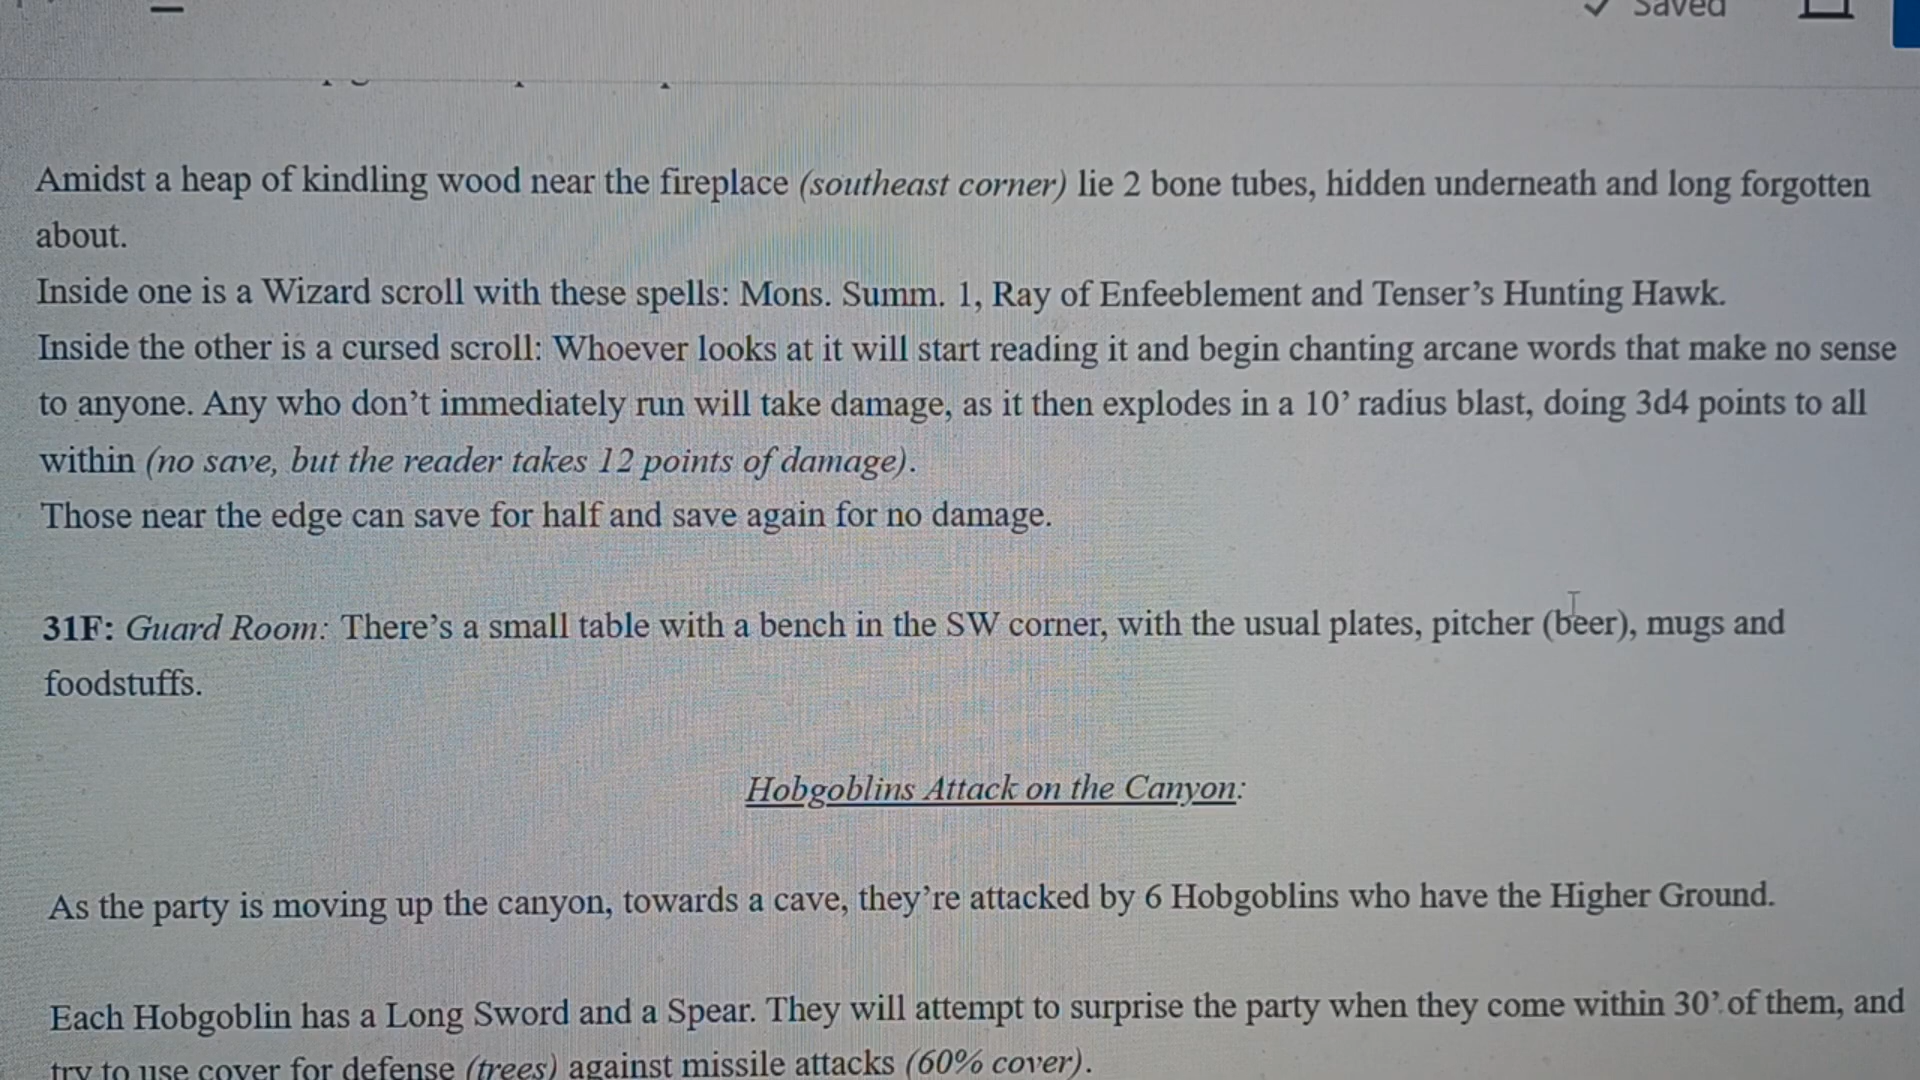 Saved
Amidst a heap of kindling wood near the fireplace (southeast corner) lie 2 bone tubes, hidden underneath and long forgotten
about.
Inside one is a Wizard scroll with these spells: Mons. Summ. 1, Ray of Enfeeblement and Tenser’s Hunting Hawk.
Inside the other is a cursed scroll: Whoever looks at it will start reading it and begin chanting arcane words that make no sense
to anyone. Any who don’t immediately run will take damage, as it then explodes in a 10’ radius blast, doing 3d4 points to all
within (no save, but the reader takes 12 points of damage).
Those near the edge can save for half and save again for no damage.
31F: Guard Room: There’s a small table with a bench in the SW corner, with the usual plates, pitcher (beer), mugs and
foodstuffs.
Hobgoblins Attack on the Canyon:
As the party is moving up the canyon, towards a cave, they’re attacked by 6 Hobgoblins who have the Higher Ground.
Each Hobgoblin has a Long Sword and a Spear. They will attempt to surprise the party when they come within 30’ of them, and
try to use cover for defense (trees) against missile attacks (60% cover).